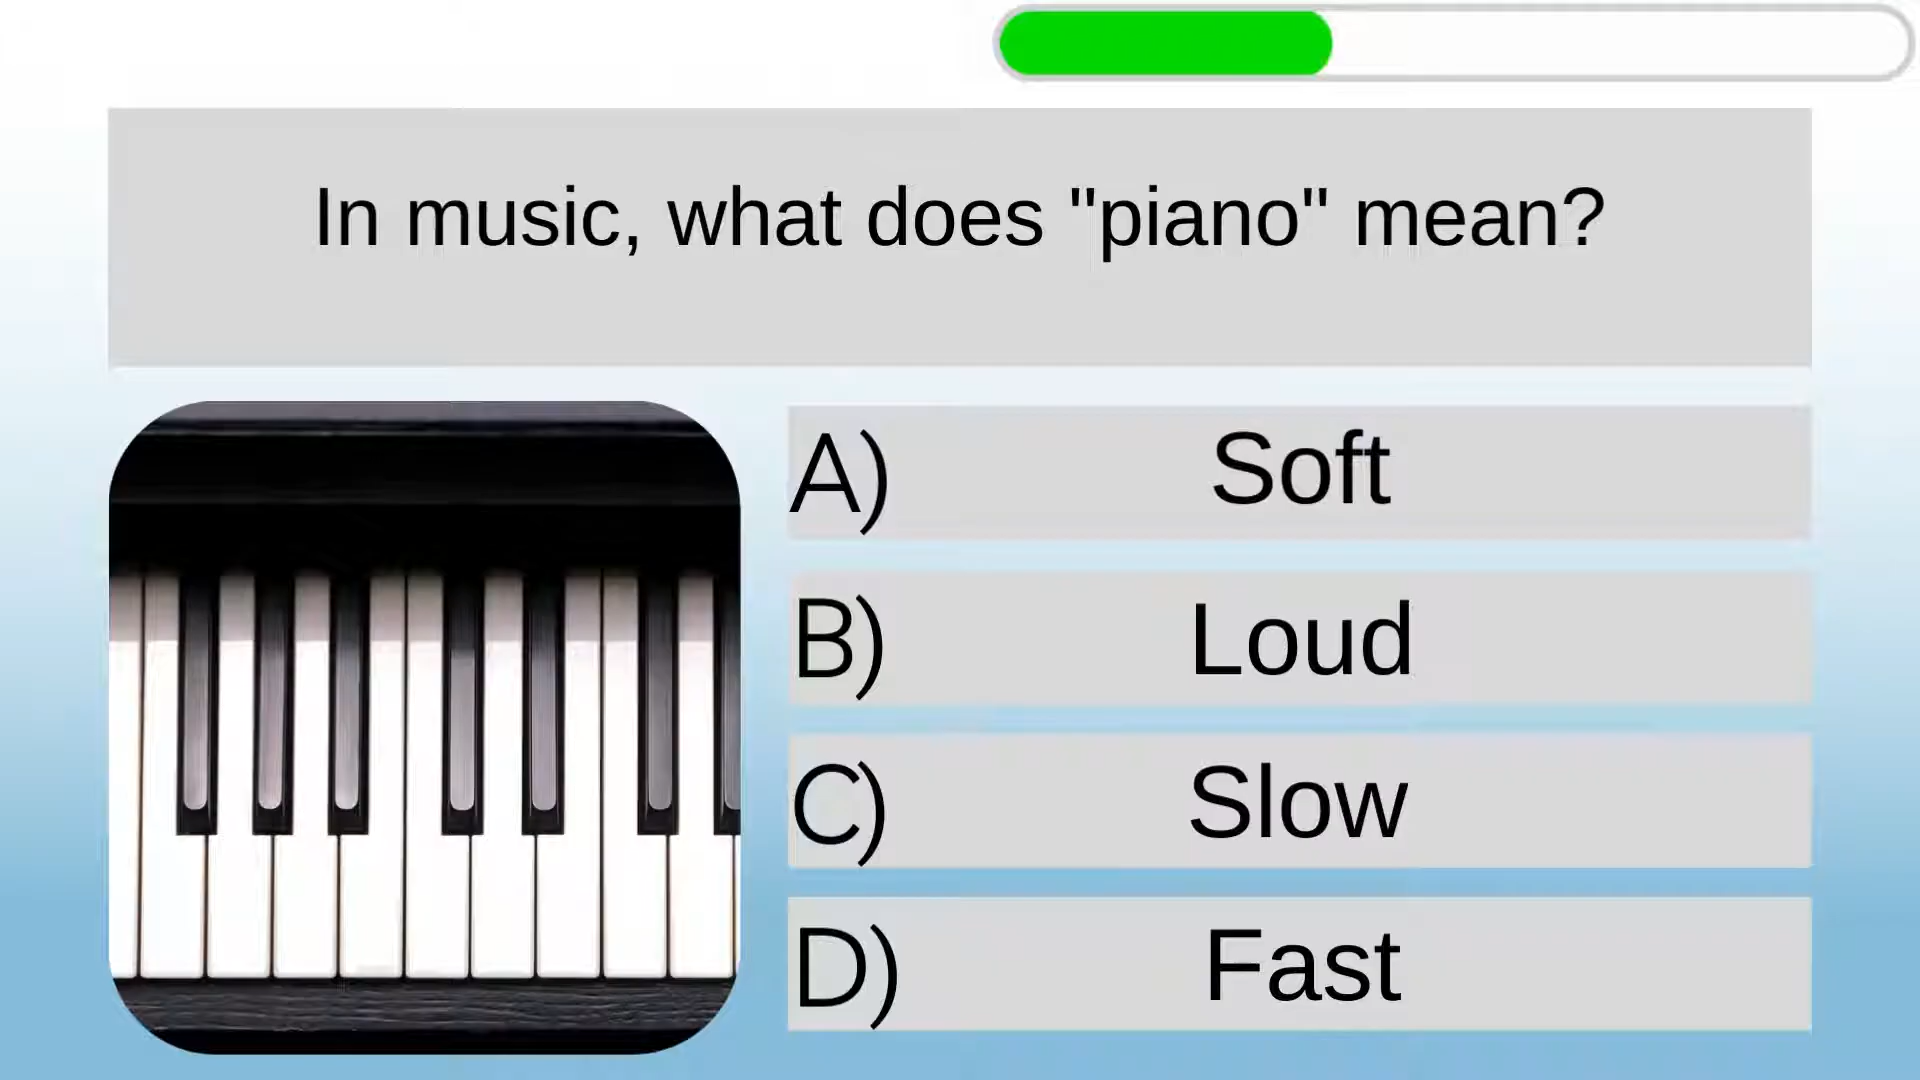 In music, what does "piano" mean?
A) Soft
B) Loud
C) Slow
D) Fast